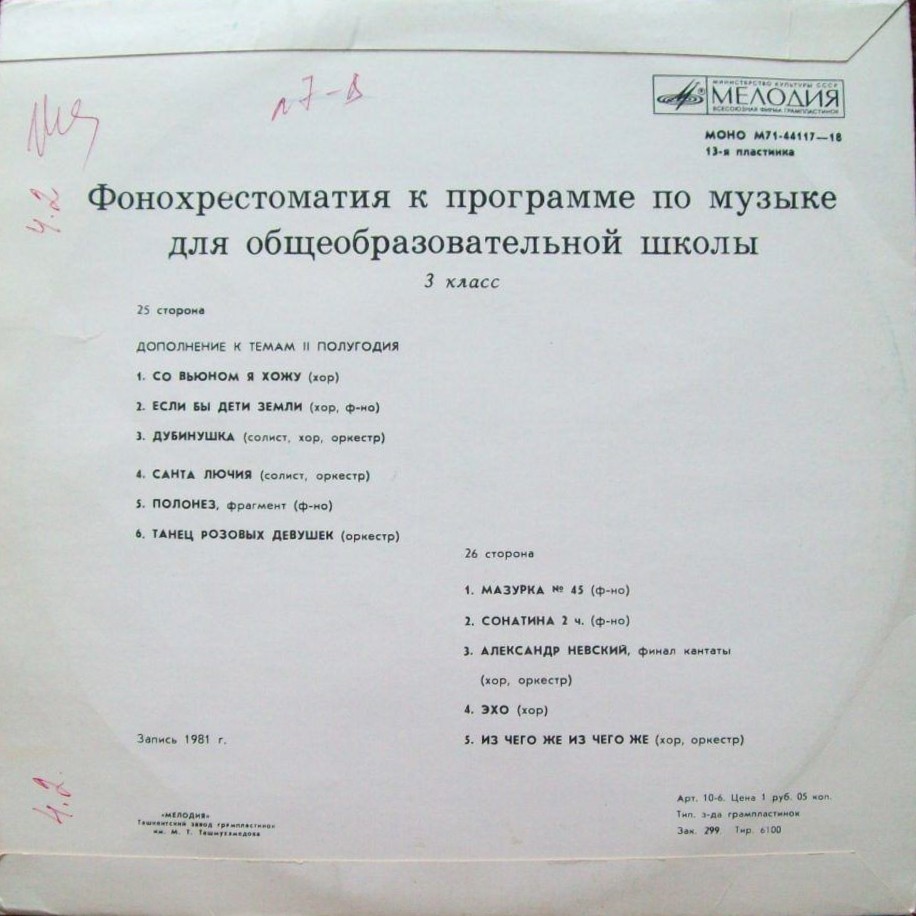 МИНИСТЕРСТВО КУЛЬТУРЫ СССР
МЕЛОДИЯ
ВСЕСОЮЗНАЯ ФИРМА ГРАМПЛАСТИНОК
МОНО М71-44117—18
13-я пластинка
Фонохрестоматия к программе по музыке
для общеобразовательной школы
3 класс
25 сторона
ДОПОЛНЕНИЕ К ТЕМАМ II ПОЛУГОДИЯ
1. СО ВЬЮНОМ Я ХОЖУ (хор)
2. ЕСЛИ БЫ ДЕТИ ЗЕМЛИ (хор, ф-но)
3. ДУБИНУШКА (солист, хор, оркестр)
4. САНТА ЛЮЧИЯ (солист, оркестр)
5. ПОЛОНЕЗ, фрагмент (ф-но)
6. ТАНЕЦ РОЗОВЫХ ДЕВУШЕК (оркестр)
26 сторона
1. МАЗУРКА № 45 (ф-но)
2. СОНАТИНА 2 ч. (ф-но)
3. АЛЕКСАНДР НЕВСКИЙ, финал кантаты
(хор, оркестр)
4. ЭХО (хор)
5. ИЗ ЧЕГО ЖЕ ИЗ ЧЕГО ЖЕ (хор, оркестр)
Запись 1981 г.
«МЕЛОДИЯ»
Ташкентский завод грампластинок
им. М. Т. Ташмухамедова
Арт. 10-6. Цена 1 руб. 05 коп.
Тип. з-да грампластинок
Зак. 299. Тир. 6100
ч.2
ч.2.